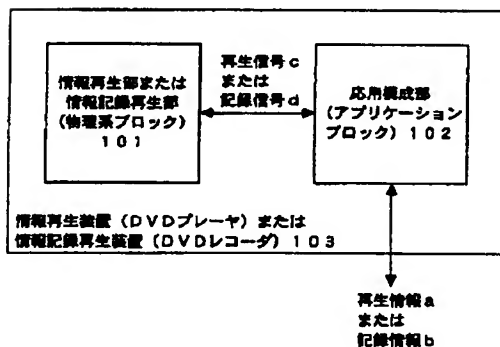 情報再生部または
情報記録再生部
(物理系ブロック)
101
再生信号c
または
記録信号d
応用構成部
(アプリケーション
ブロック)102
情報再生装置(DVDプレーヤ)または
情報記録再生装置(DVDレコーダ)103
再生情報a
または
記録情報b